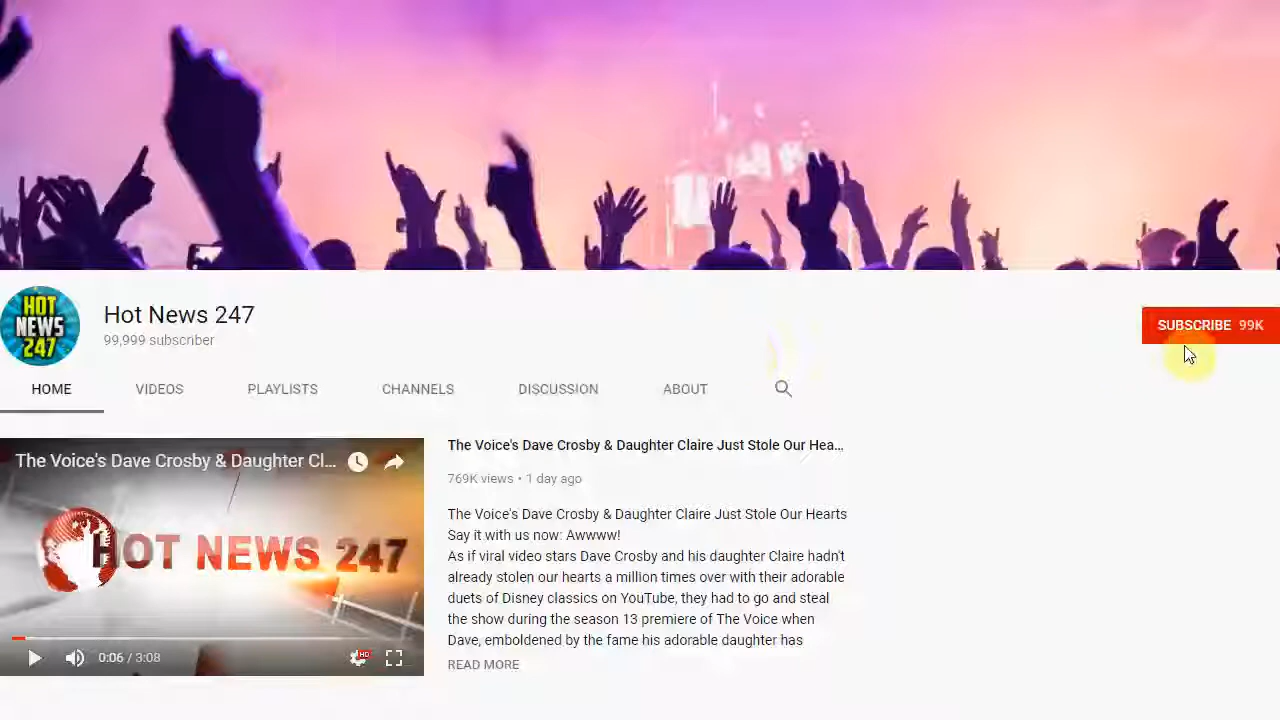 HOT
NEWS
247
Hot News 247
99,999 subscriber
SUBSCRIBE 99K
HOME VIDEOS PLAYLISTS CHANNELS DISCUSSION ABOUT
The Voice's Dave Crosby & Daughter Cl...
HOT NEWS 247
0:06 / 3:08
HD
The Voice's Dave Crosby & Daughter Claire Just Stole Our Hea...
769K views • 1 day ago
The Voice's Dave Crosby & Daughter Claire Just Stole Our Hearts
Say it with us now: Awwww!
As if viral video stars Dave Crosby and his daughter Claire hadn't
already stolen our hearts a million times over with their adorable
duets of Disney classics on YouTube, they had to go and steal
the show during the season 13 premiere of The Voice when
Dave, emboldened by the fame his adorable daughter has
READ MORE